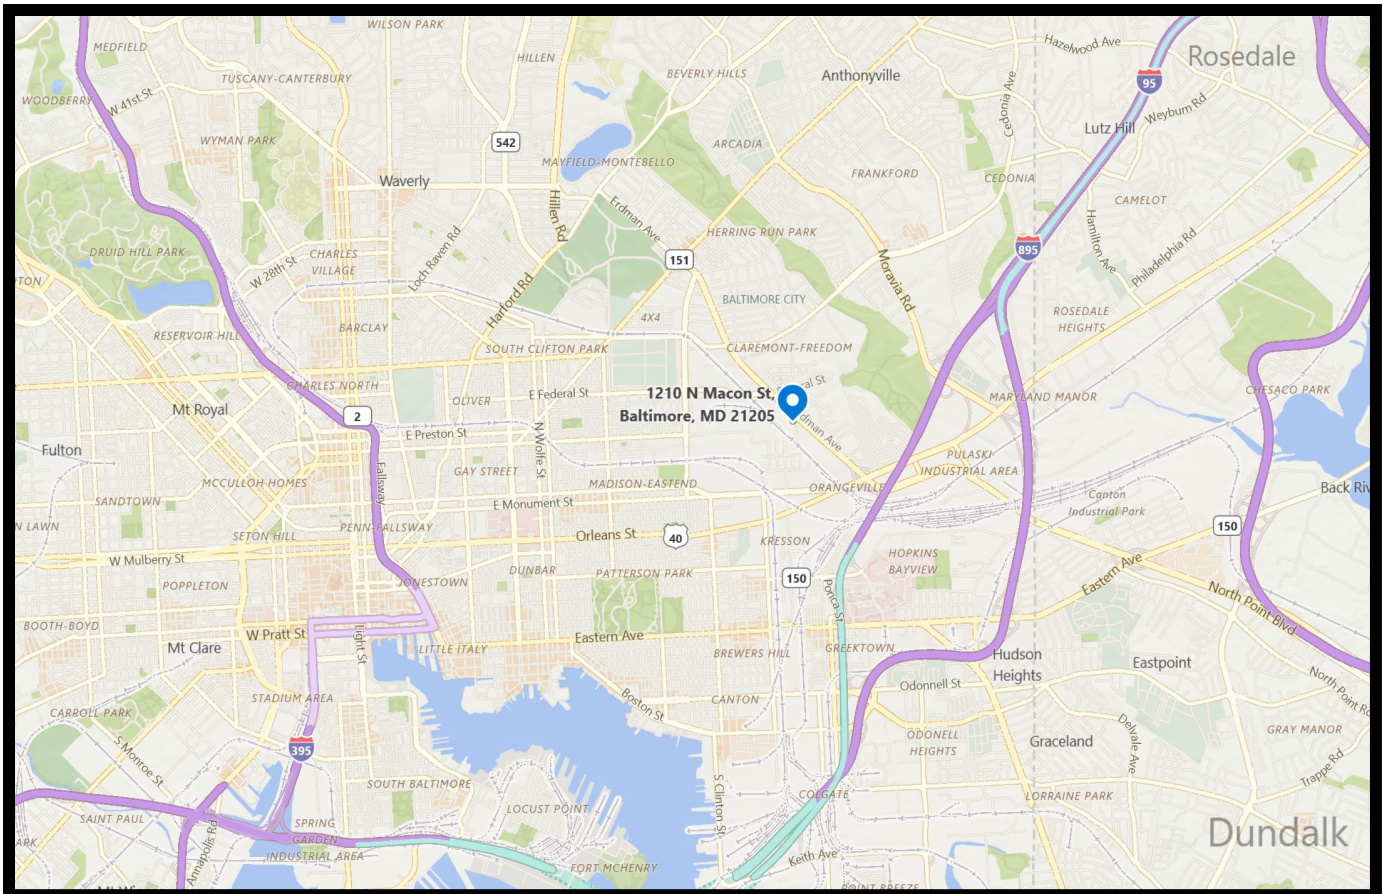 WILSON PARK
MEDFIELD
HILLEN
Hazelwood Ave
Rosedale
TUSCANY-CANTERBURY
BEVERLY HILLS
Anthonyville
95
WOODBERRY
W 41st St
Cedonia Ave
Weyburn Rd
Lutz Hill
WYMAN PARK
542
ARCADIA
MAYFIELD-MONTEBELLO
FRANKFORD
CEDONIA
Waverly
CAMELOT
Hillen Rd
Erdman Ave
HERRING RUN PARK
Hamilton Ave
Philadelphia Rd
DRUID HILL PARK
CHARLES
VILLAGE
Loch Raven Rd
151
895
W 28th St
Moravia Rd
Harford Rd
BALTIMORE CITY
ROSEDALE
HEIGHTS
4X4
BARCLAY
RESERVOIR HILL
SOUTH CLIFTON PARK
CLAREMONT-FREEDOM
CHARLES NORTH
E Federal St
1210 N Macon St,
Baltimore, MD 21205
CHESACO PARK
MARYLAND MANOR
OLIVER
Mt Royal
2
E Preston St
N Wolfe St
Fulton
PULASKI
INDUSTRIAL AREA
GAY STREET
MCCULLOH HOMES
Fallsway
MADISON-EASTEND
ORANGEVILLE
SANDTOWN
E Monument St
Canton
Industrial Park
PENN-FALLSWAY
SETON HILL
Orleans St
40
KRESSON
150
W Mulberry St
HOPKINS
BAYVIEW
Eastern Ave
JONESTOWN
DUNBAR
PATTERSON PARK
150
POPPLETON
Ponca St
North Point Blvd
BOOTH-BOYD
W Pratt St
Light St
Eastern Ave
Mt Clare
LITTLE ITALY
BREWERS HILL
GREEKTOWN
Hudson
Heights
Eastpoint
Odonnell St
STADIUM AREA
Boston St
CANTON
North Point Rd
CARROLL PARK
S Monroe St
395
ODONELL
HEIGHTS
Graceland
Delvale Ave
GRAY MANOR
Trappe Rd
SOUTH BALTIMORE
S Clinton St
COLGATE
LORRAINE PARK
LOCUST POINT
SAINT PAUL
SPRING
GARDEN
INDUSTRIAL AREA
Annapolis Rd
Dundalk
Keith Ave
FORT MCHENRY